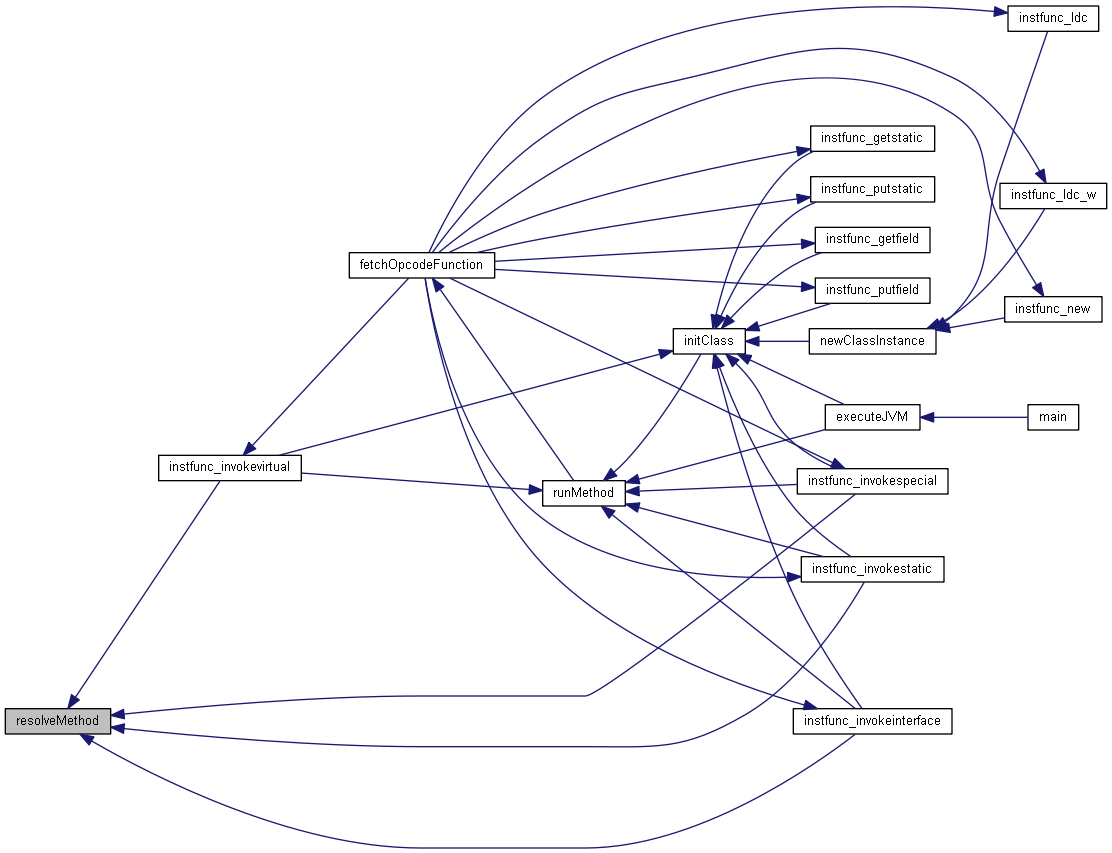 instfunc_ldc
instfunc_getstatic
instfunc_putstatic
instfunc_ldc_w
instfunc_getfield
fetchOpcodeFunction
instfunc_putfield
instfunc_new
initClass
newClassInstance
executeJVM
main
instfunc_invokevirtual
instfunc_invokespecial
runMethod
instfunc_invokestatic
resolveMethod
instfunc_invokeinterface